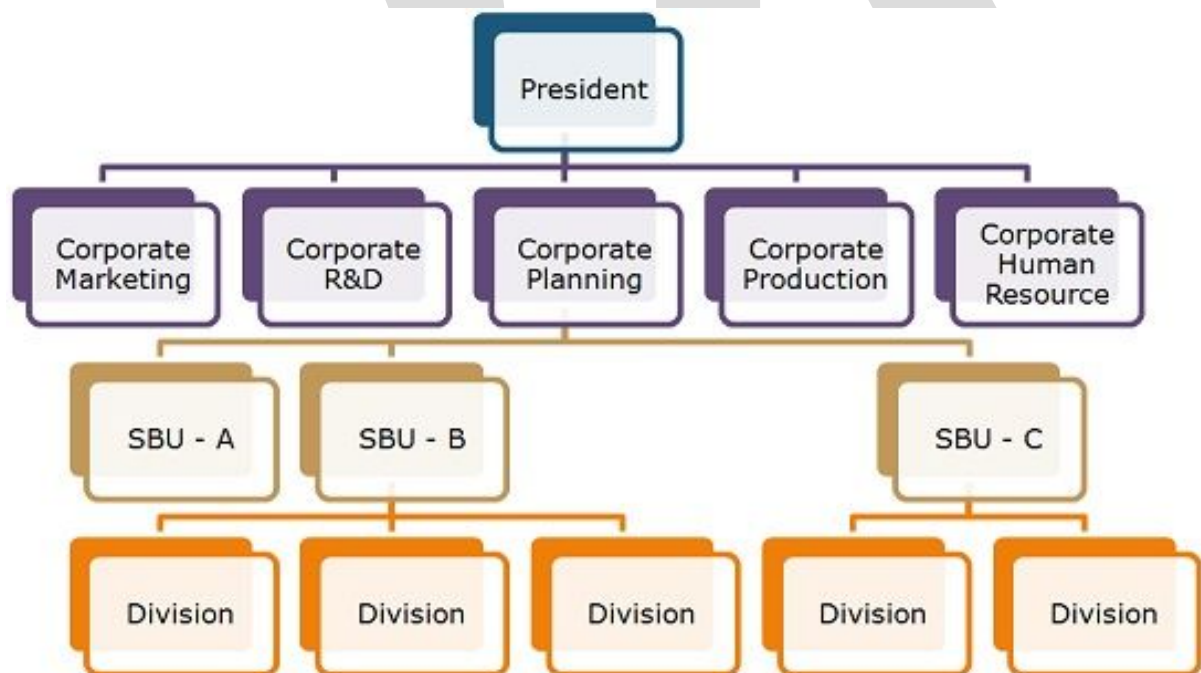 President
Corporate
Marketing
Corporate
R&D
Corporate
Planning
Corporate
Production
Corporate
Human
Resource
SBU - A
SBU - B
SBU - C
Division
Division
Division
Division
Division